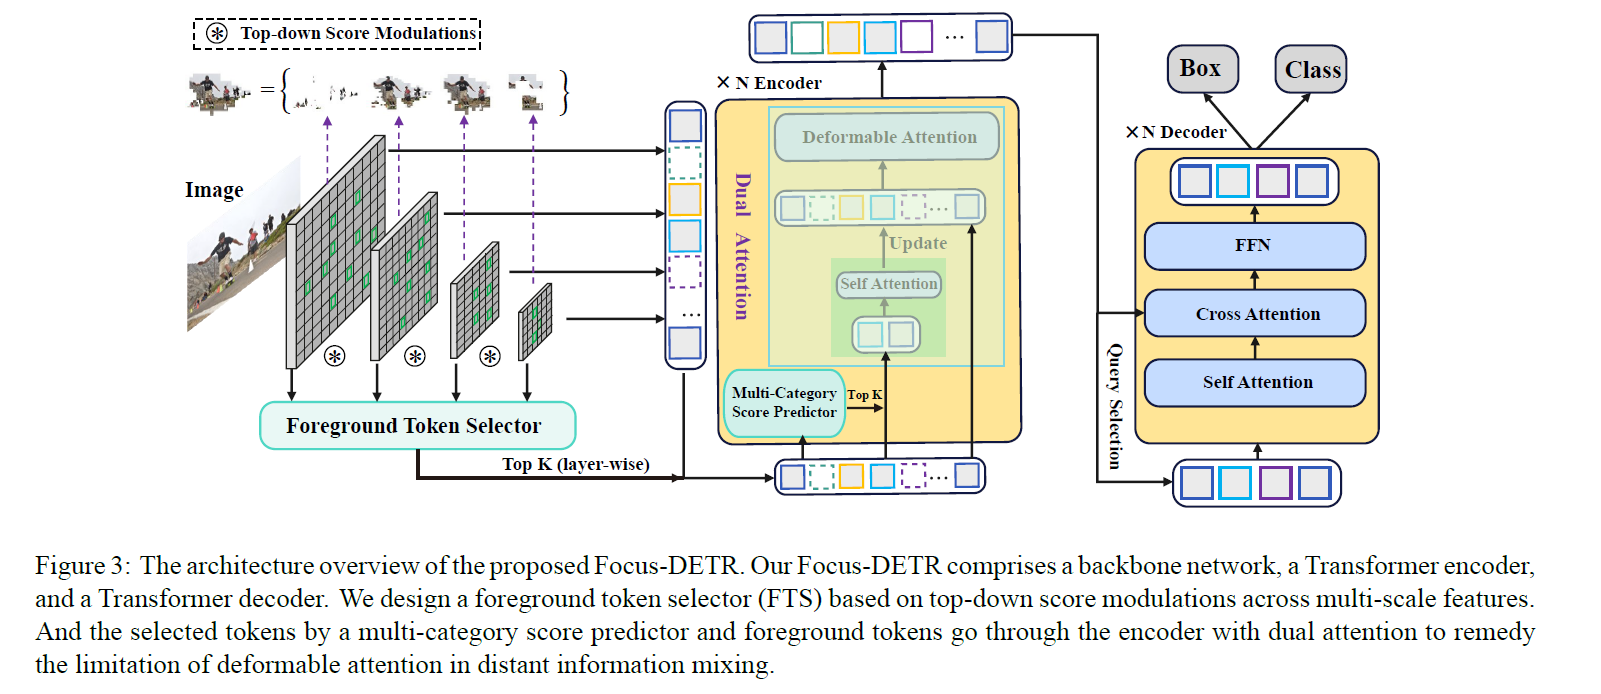 Top-down Score Modulations
Image
Foreground Token Selector
Top K (layer-wise)
× N Encoder
Dual Attention
Deformable Attention
Update
Self Attention
Multi-Category
Score Predictor
Top K
Query Selection
Box
Class
× N Decoder
FFN
Cross Attention
Self Attention
Figure 3: The architecture overview of the proposed Focus-DETR. Our Focus-DETR comprises a backbone network, a Transformer encoder,
and a Transformer decoder. We design a foreground token selector (FTS) based on top-down score modulations across multi-scale features.
And the selected tokens by a multi-category score predictor and foreground tokens go through the encoder with dual attention to remedy
the limitation of deformable attention in distant information mixing.